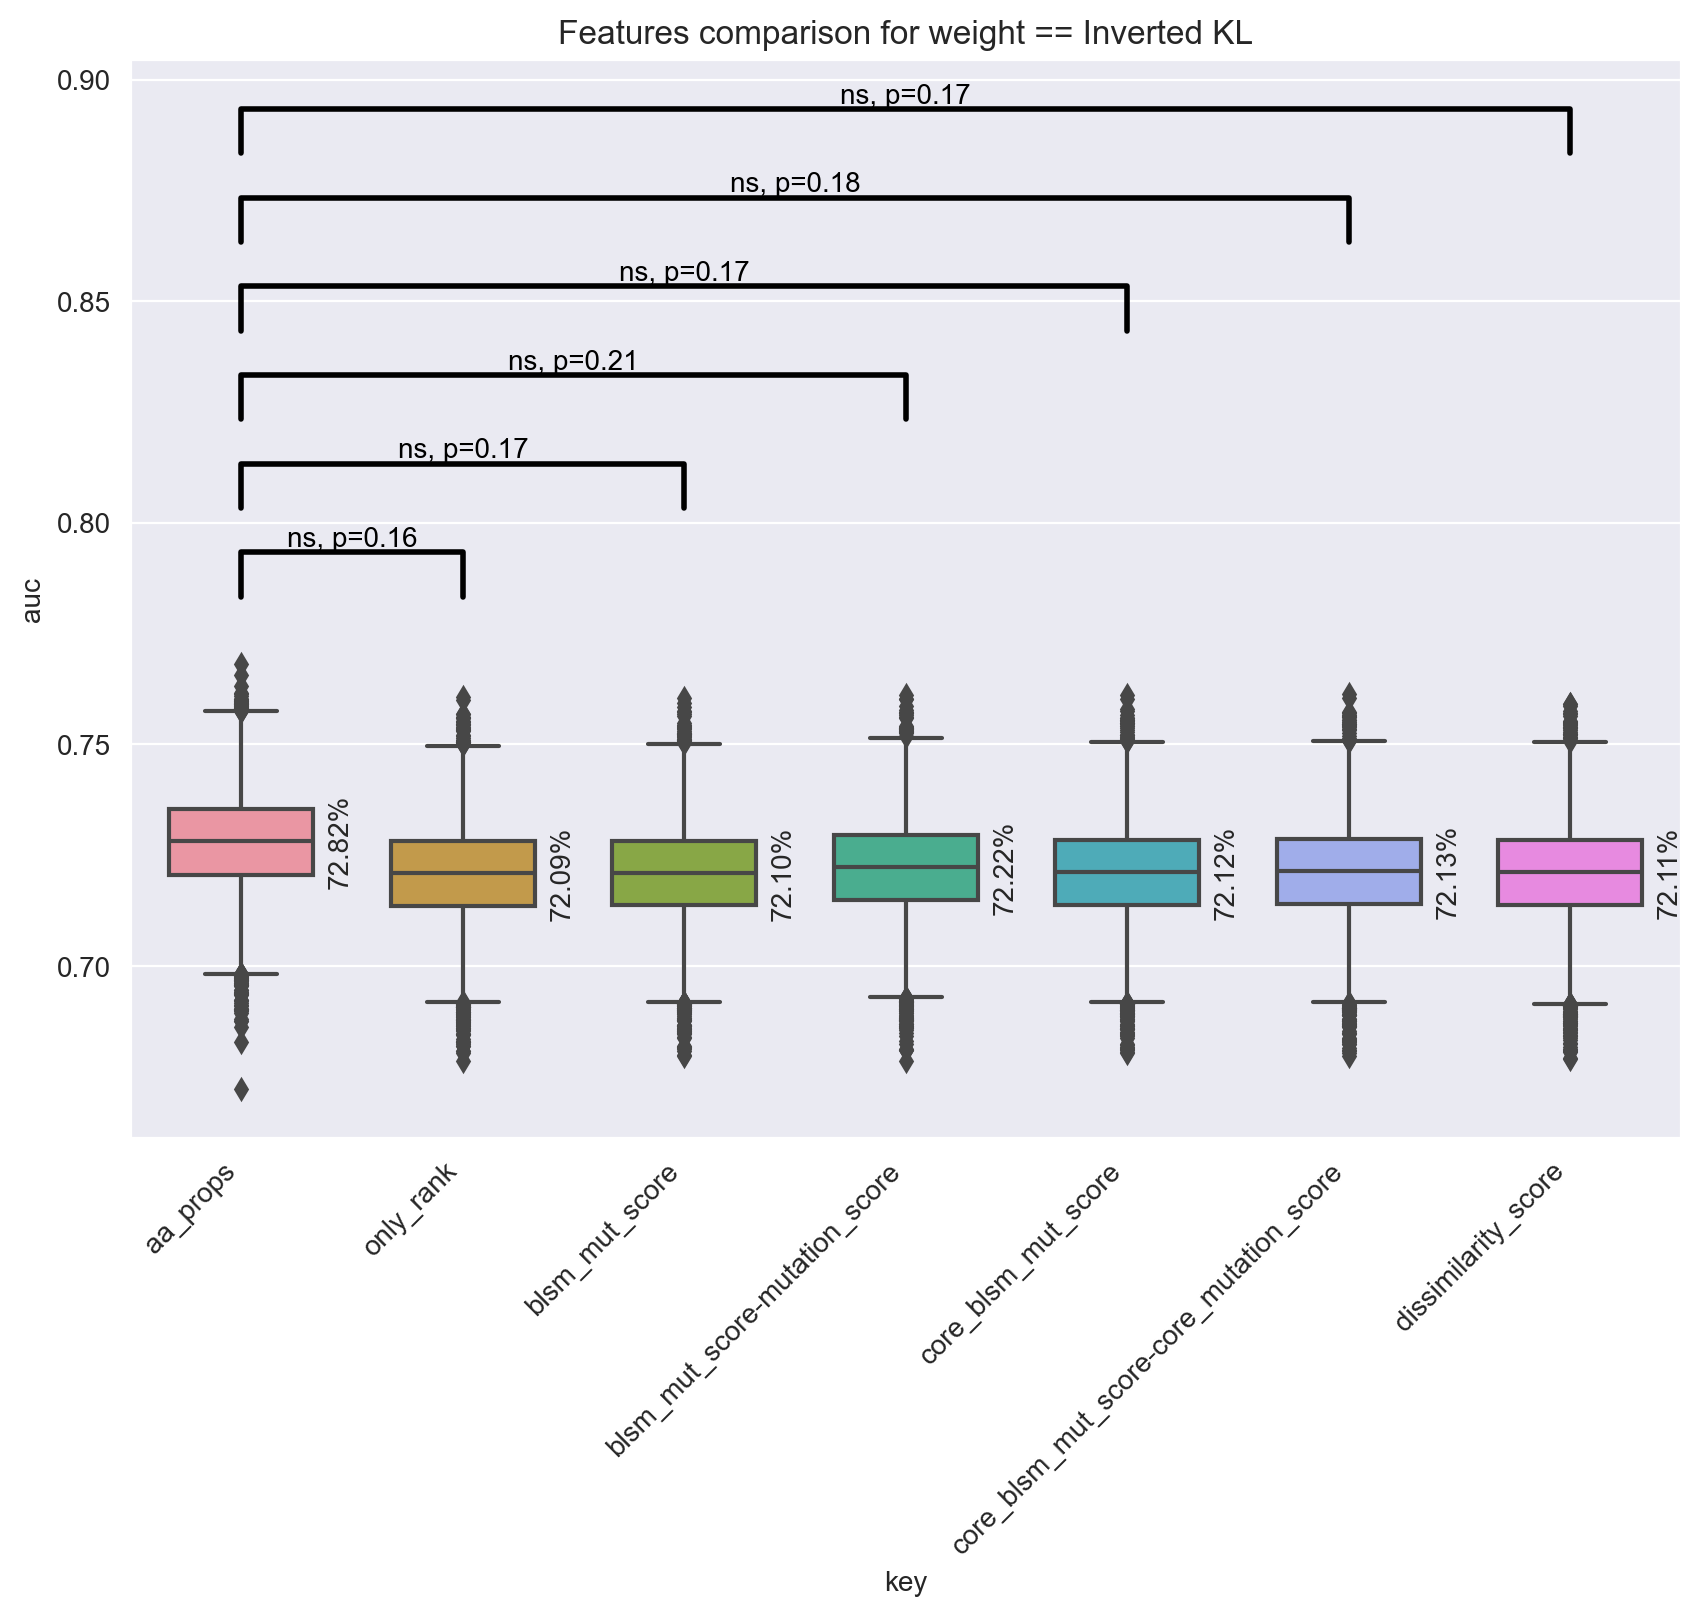 Features comparison for weight == Inverted KL
0.90
ns, p=0.17
ns, p=0.18
0.85
ns, p=0.17
ns, p=0.21
ns, p=0.17
0.80
ns, p=0.16
auc
0.75
72.82%
72.09%
72.10%
72.22%
72.12%
72.13%
72.11%
0.70
aa_props
only_rank
blsm_mut_score
blsm_mut_score-mutation_score
core_blsm_mut_score
core_blsm_mut_score-core_mutation_score
dissimilarity_score
key